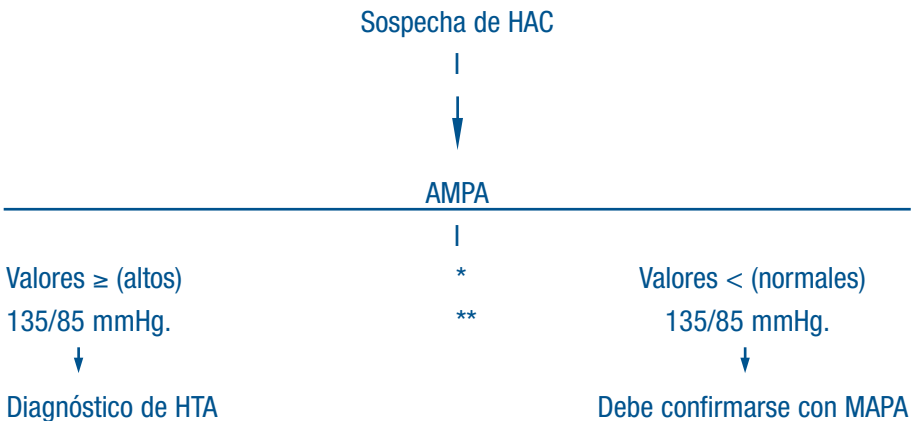 Sospecha de HAC
AMPA
Valores ≥ (altos) * Valores < (normales)
135/85 mmHg. ** 135/85 mmHg.
Diagnóstico de HTA Debe confirmarse con MAPA